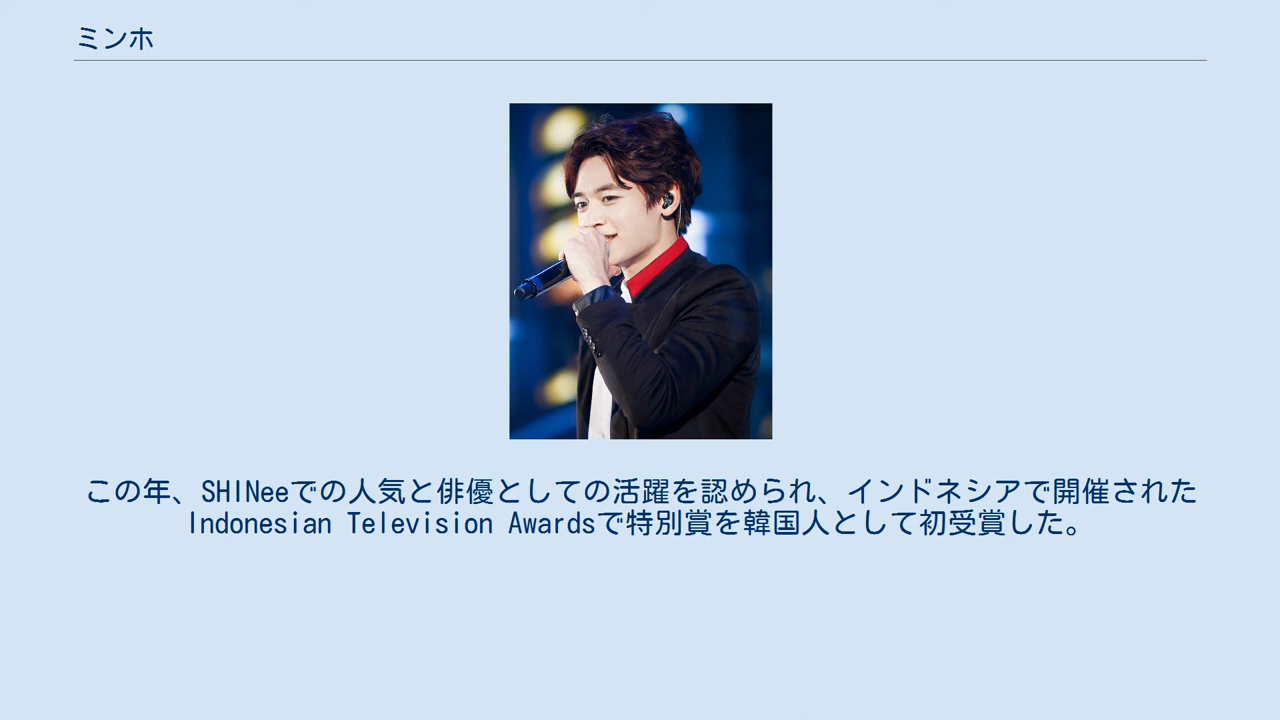 ミンホ
この年、SHINeeでの人気と俳優としての活躍を認められ、インドネシアで開催された
Indonesian Television Awardsで特別賞を韓国人として初受賞した。